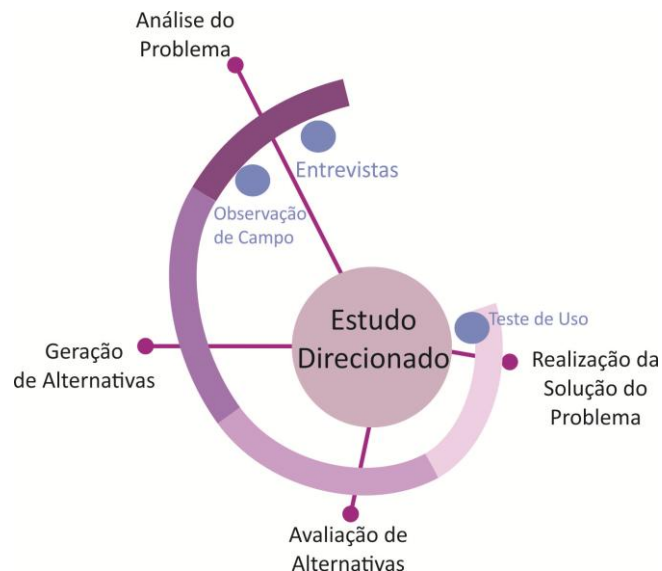 Análise do
Problema
Entrevistas
Observação
de Campo
Estudo
Direcionado
Teste de Uso
Geração
de Alternativas
Realização da
Solução do
Problema
Avaliação de
Alternativas